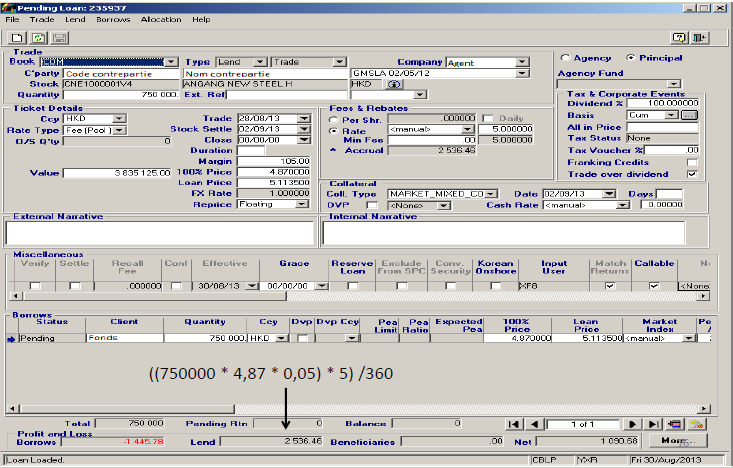 Pending Loan: 235937
File Trade Lend Borrows Allocation Help
Trade
Book COM Type Lend Trade Company Agent Agency Principal
C'party Code contrepartie Nom contrepartie GMSLA 02/05/12 Agency Fund
Stock CNE1000001V4 ANGANG NEW STEEL H HKD
Quantity 750 000. Ext. Ref
Tax & Corporate Events
Dividend % 100.000000
Basis Cum ...
All in Price
Tax Status None
Tax Voucher % .00
Franking Credits
Trade over dividend
Ticket Details
Ccy HKD Trade 28/08/13
Rate Type Fee (Pool) Stock Settle 02/09/13
O/S Q'ty 0 Close 00/00/00
Duration
Margin 105.00
Value 3 835 125.00 100% Price 4.870000
Loan Price 5.113500
FX Rate 1.000000
Reprice Floating
Fees & Rebates
Per Shr. .000000 Daily
Rate <manual> 5.000000
Min Fee 00 5.000000
Accrual 2 536.46
Collateral
Coll. Type MARKET_MIXED_CO Date 02/09/13 Days
DVP <None> Cash Rate <manual> 0.00000
External Narrative Internal Narrative
Miscellaneous
Verify Settle Recall Fee Conf Effective Grace Reserve Loan Exclude From SPC Conv. Security Korean Onshore Input User Match Returns Callable
.000000 30/08/13 00/00/00 XF6 <None
Borrows
Status Client Quantity Ccy Dvp Dvp Ccy Pea Limit Pea Ratio Expected Pea 100% Price Loan Price Market Index
Pending Fonds 750 000. HKD 4.870000 5.113500 <manual>
((750000 * 4,87 * 0,05) * 5) /360
Total 750 000 Pending Rtn 0 Balance 0 1 of 1
Profit and Loss
Borrows -1 445.78 Lend 2 536.46 Beneficiaries .00 Net 1 090.68 More...
Loan Loaded. CBLP YXR Fri 30/Aug/2013